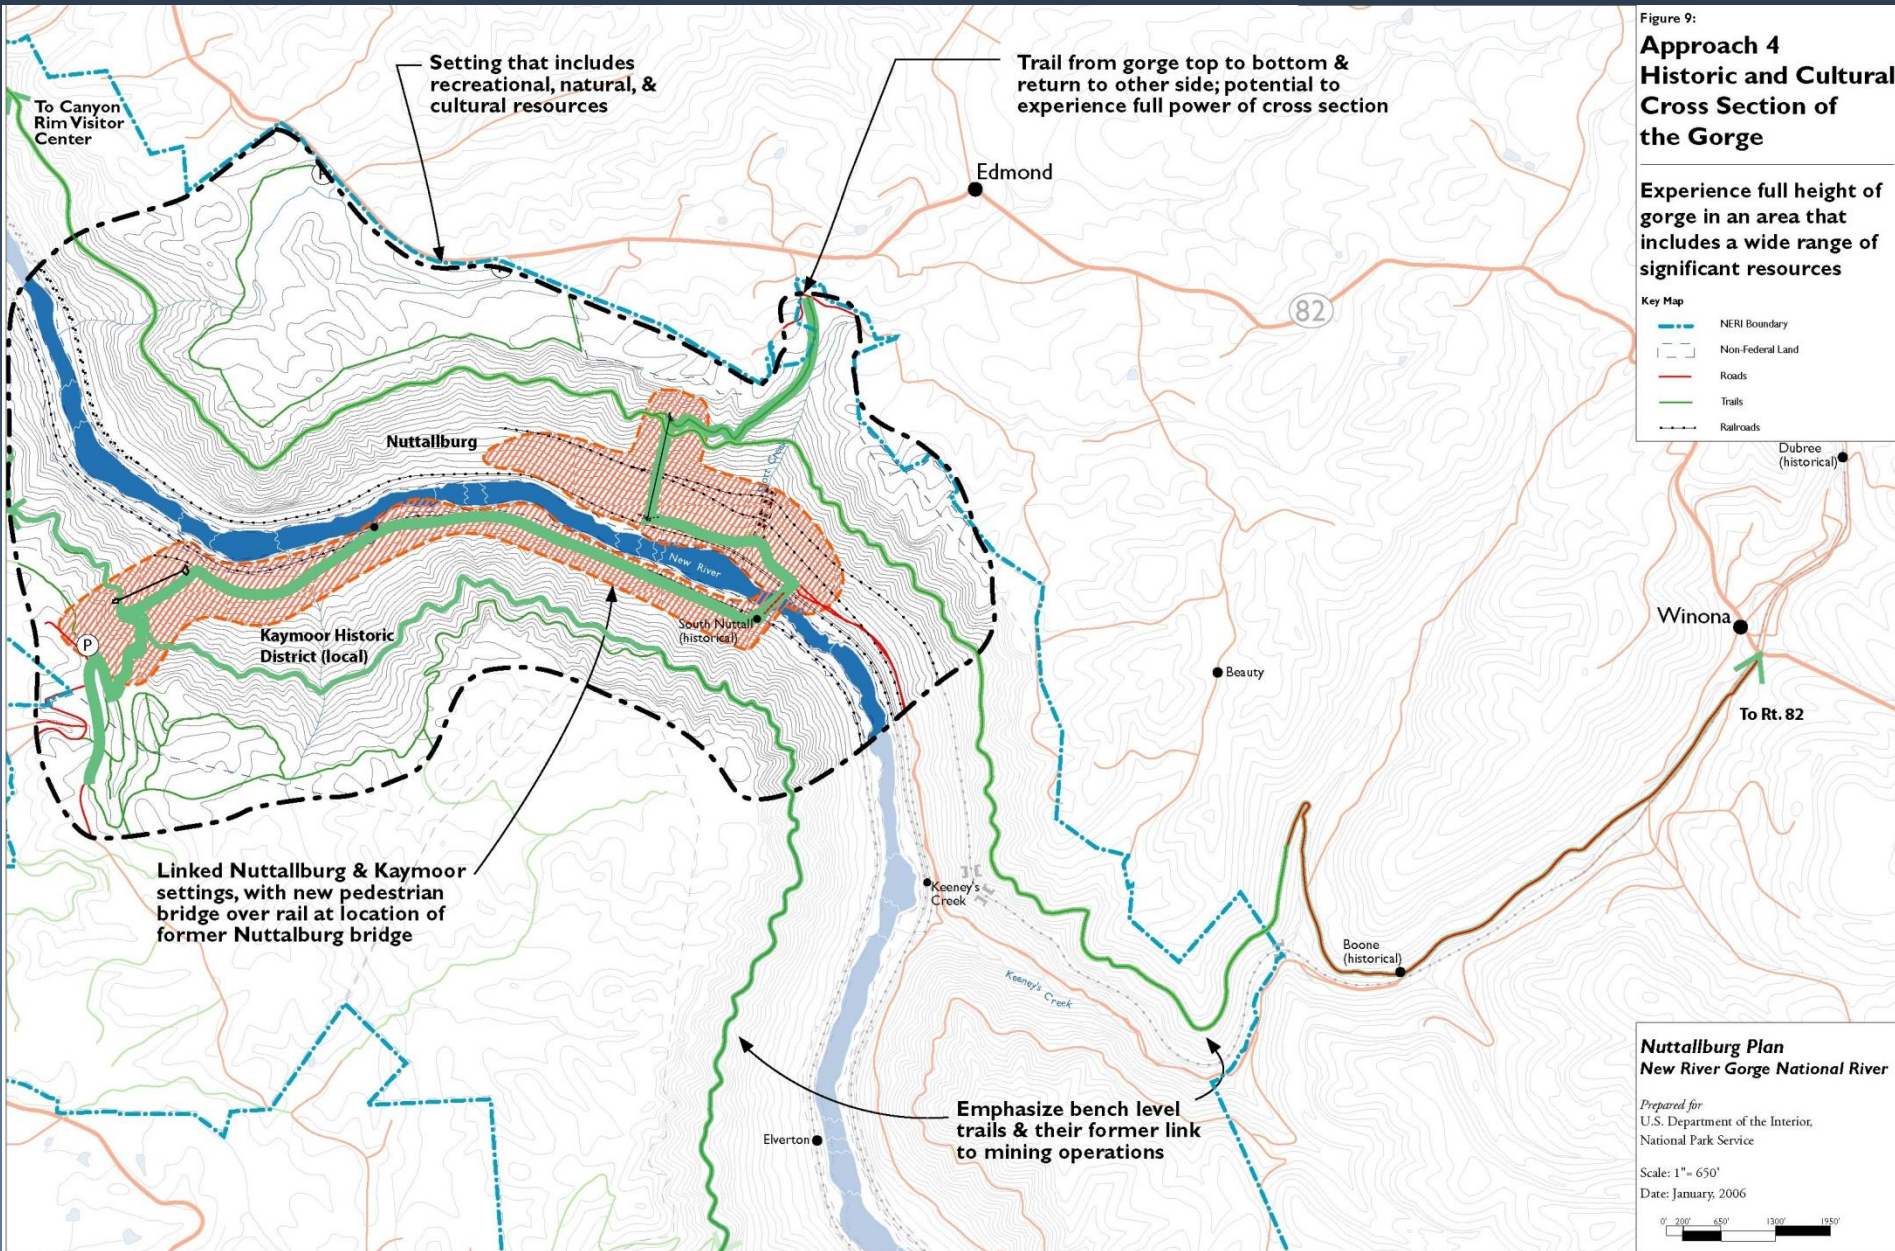 To Canyon
Rim Visitor
Center
Setting that includes
recreational, natural, &
cultural resources
Trail from gorge top to bottom &
return to other side; potential to
experience full power of cross section
Edmond
82
P
Nuttallburg
New River
South Nuttall
(historical)
Kaymoor Historic
District (local)
P
Linked Nuttallburg & Kaymoor
settings, with new pedestrian
bridge over rail at location of
former Nuttalburg bridge
Beauty
Winona
To Rt. 82
Dubree
(historical)
Keeney's
Creek
Keeney's Creek
Boone
(historical)
Elverton
Emphasize bench level
trails & their former link
to mining operations
Figure 9:
Approach 4
Historic and Cultural
Cross Section of
the Gorge
Experience full height of
gorge in an area that
includes a wide range of
significant resources
Key Map
NERI Boundary
Non-Federal Land
Roads
Trails
Railroads
Nuttallburg Plan
New River Gorge National River
Prepared for
U.S. Department of the Interior,
National Park Service
Scale: 1"= 650'
Date: January, 2006
0' 200' 650' 1300' 1950'